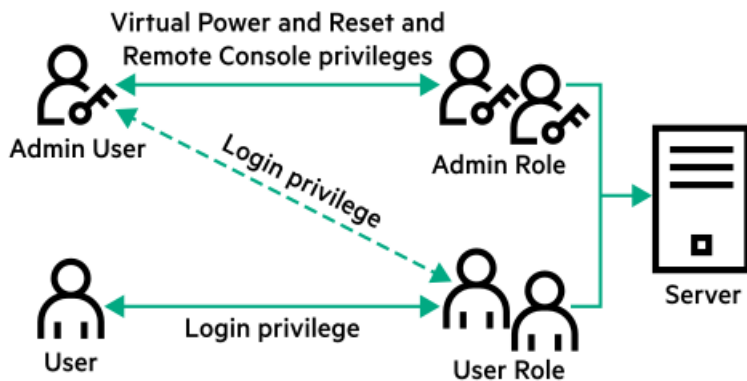 Virtual Power and Reset and
Remote Console privileges
Admin User
Admin Role
Login privilege
Server
Login privilege
User
User Role